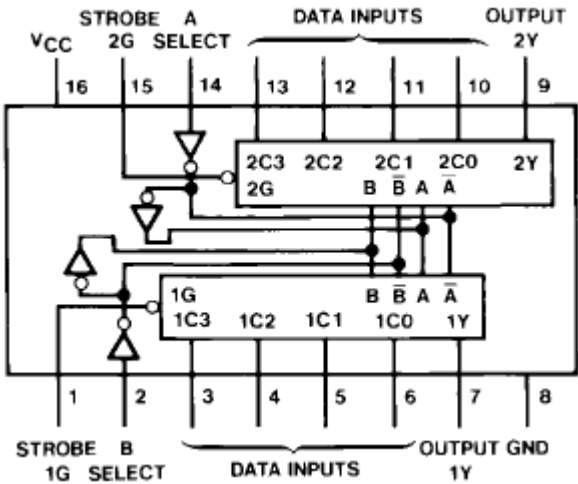 STROBE A DATA INPUTS OUTPUT
VCC 2G SELECT 2Y
16 15 14 13 12 11 10 9
2C3 2C2 2C1 2C0 2Y
2G B B̅ A A̅
1G B B̅ A A̅
1C3 1C2 1C1 1C0 1Y
1 2 3 4 5 6 7 8
STROBE B DATA INPUTS OUTPUT GND
1G SELECT 1Y